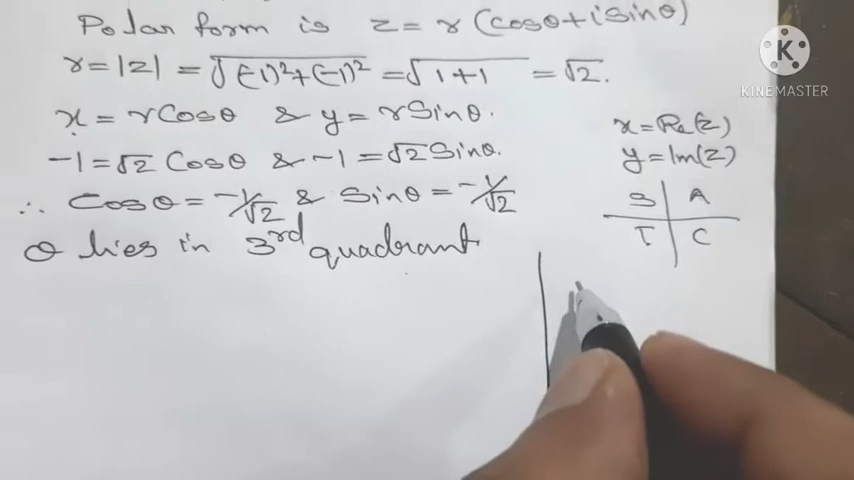 Polar form is z = r (cosθ + i sinθ)
r = |z| = √(-1)²+(-1)² = √1+1 = √2.
x = r Cosθ & y = r Sinθ.
-1 = √2 Cosθ & -1 = √2 Sinθ.
∴ Cosθ = -1/√2 & Sinθ = -1/√2
θ lies in 3rd quadrant
x = Re(z)
y = Im(z)
S A
T C
K
KINEMASTER